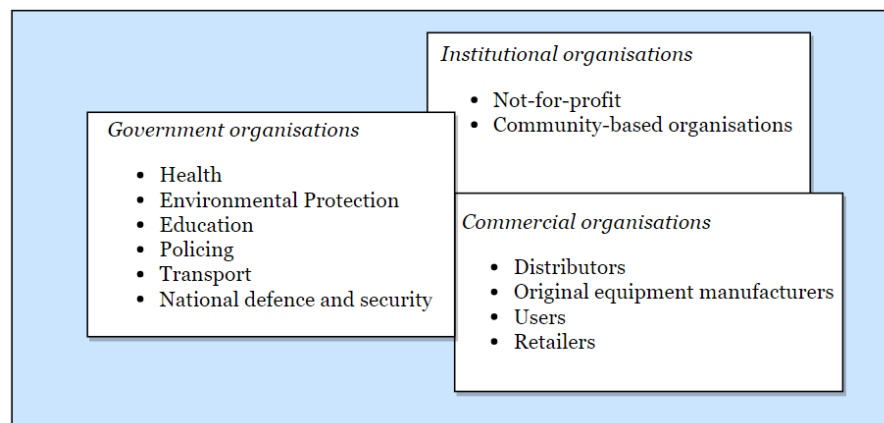 Institutional organisations
• Not-for-profit
• Community-based organisations
Government organisations
• Health
• Environmental Protection
• Education
• Policing
• Transport
• National defence and security
Commercial organisations
• Distributors
• Original equipment manufacturers
• Users
• Retailers